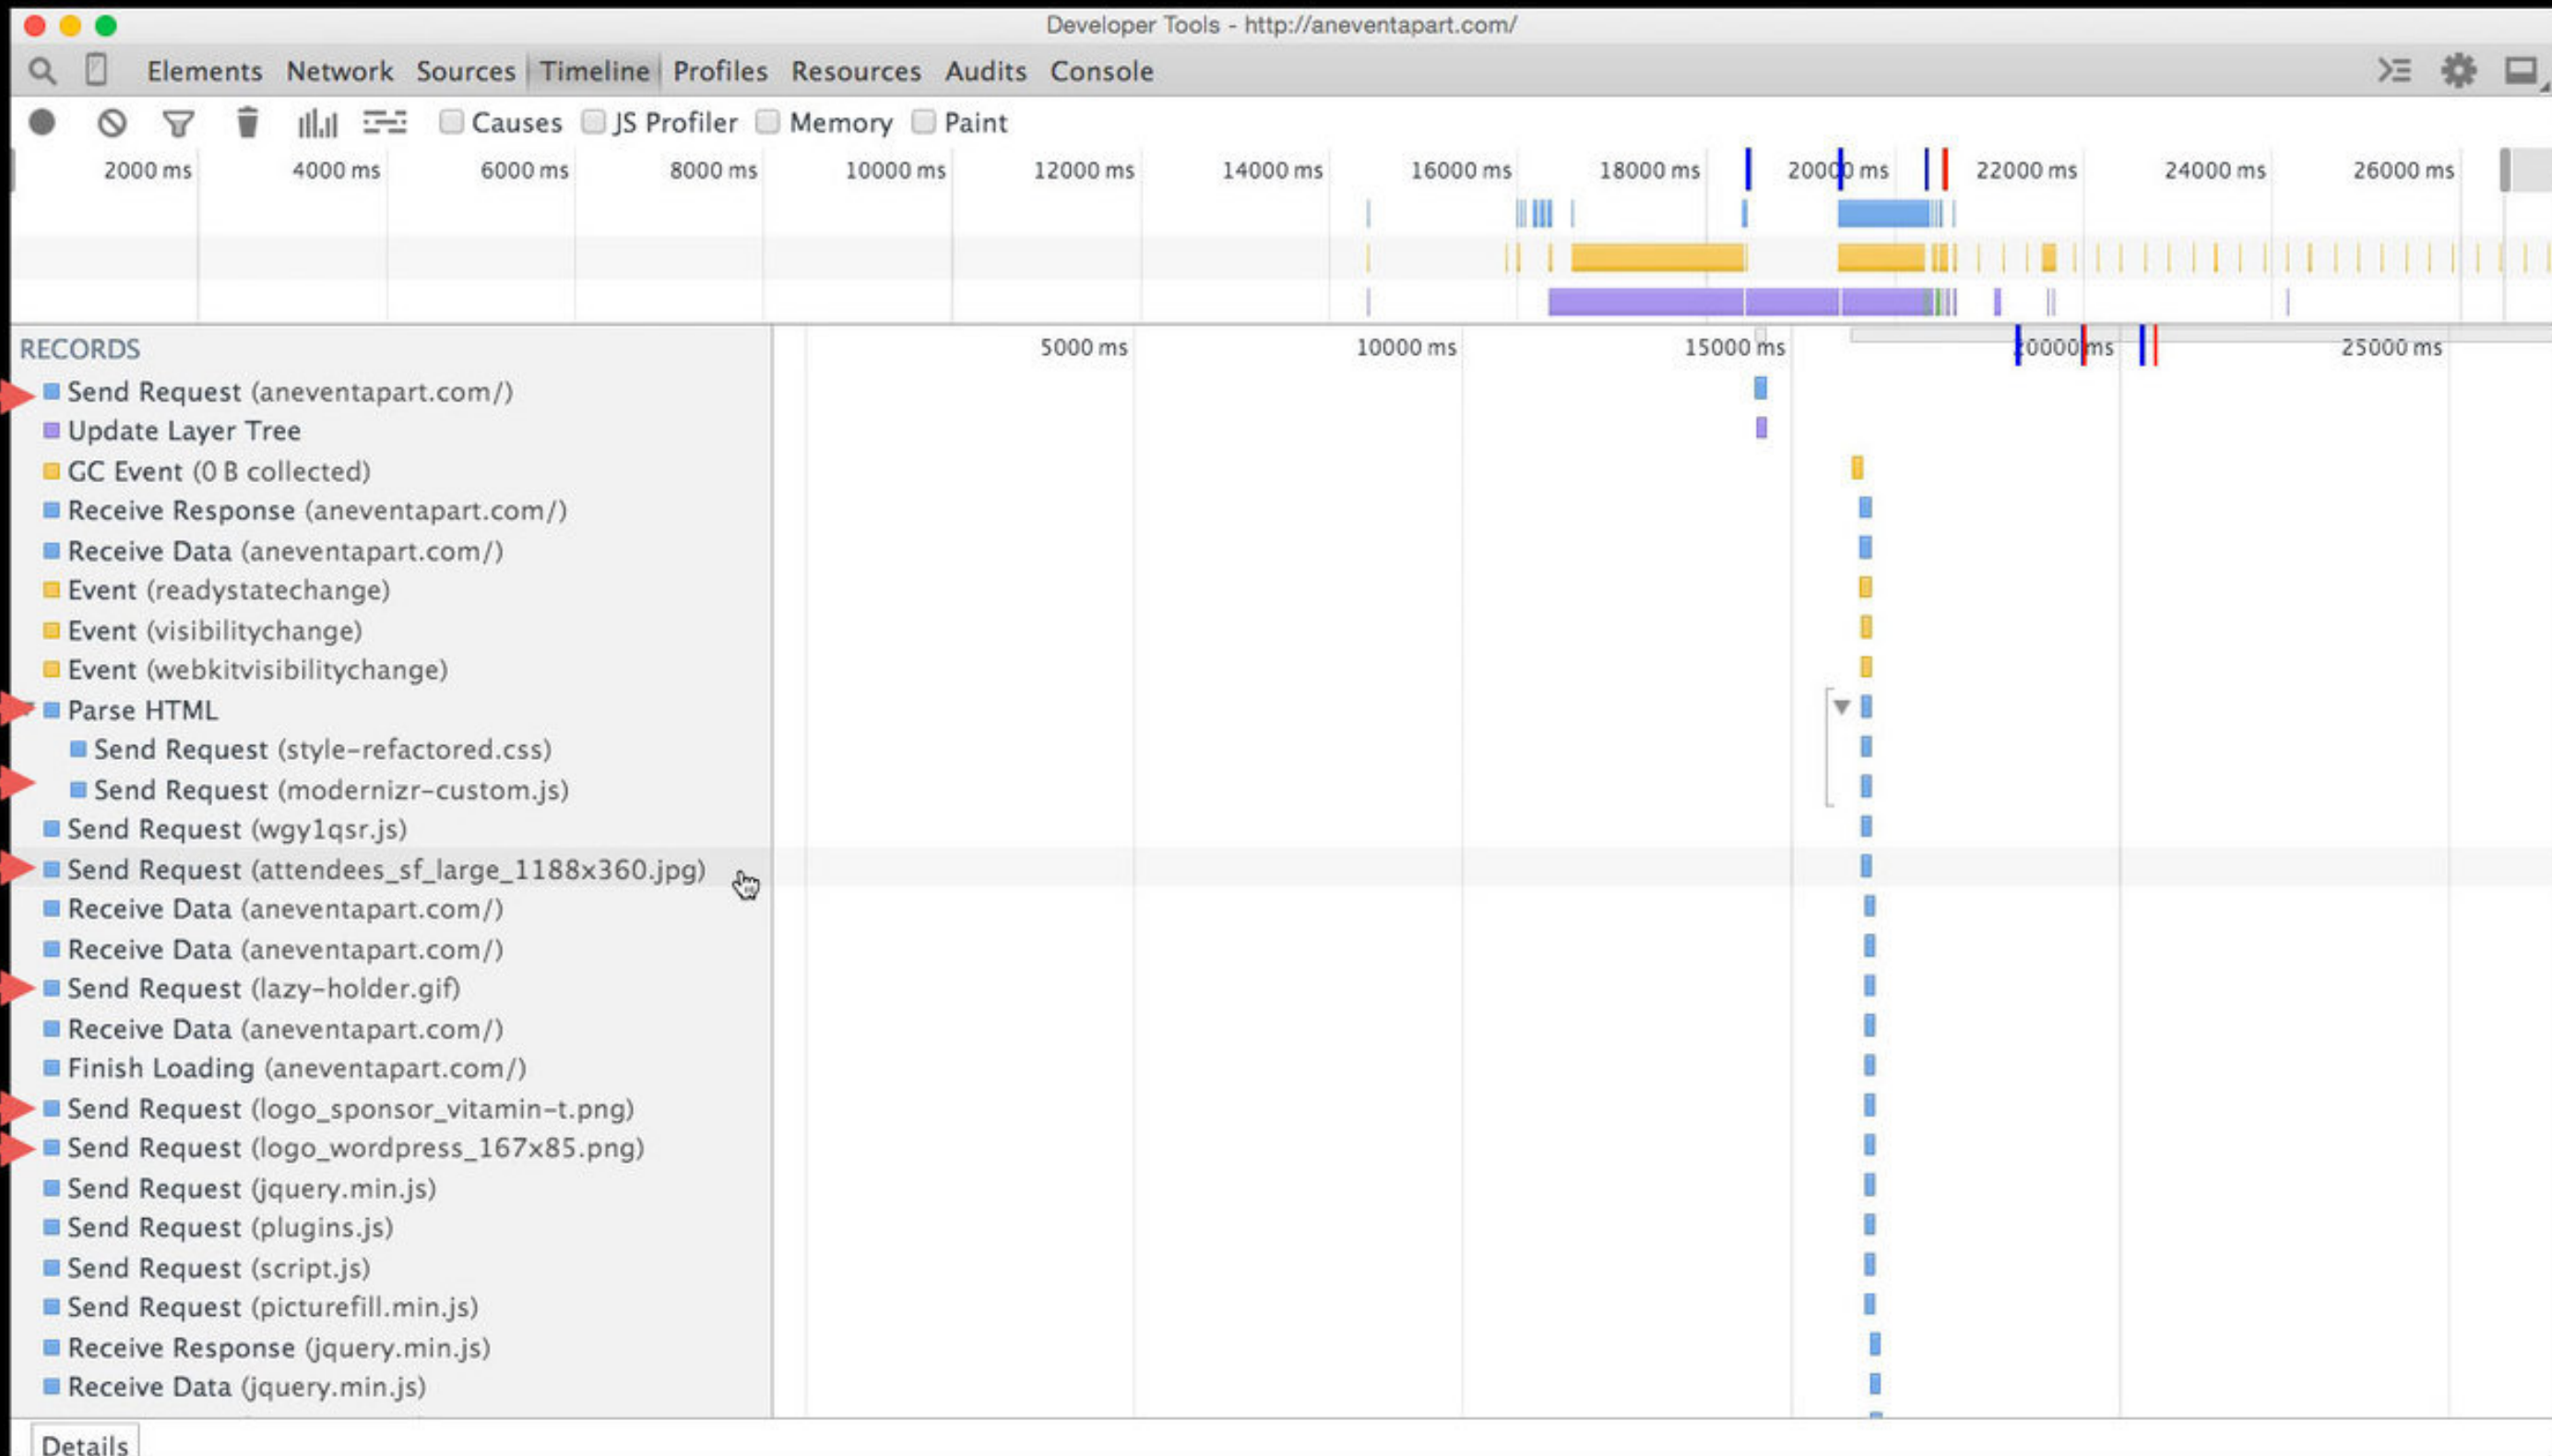 Developer Tools - http://aneventapart.com/
Elements Network Sources Timeline Profiles Resources Audits Console
Causes JS Profiler Memory Paint
2000 ms 4000 ms 6000 ms 8000 ms 10000 ms 12000 ms 14000 ms 16000 ms 18000 ms 20000 ms 22000 ms 24000 ms 26000 ms
RECORDS 5000 ms 10000 ms 15000 ms 20000 ms 25000 ms
Send Request (aneventapart.com/)
Update Layer Tree
GC Event (0 B collected)
Receive Response (aneventapart.com/)
Receive Data (aneventapart.com/)
Event (readystatechange)
Event (visibilitychange)
Event (webkitvisibilitychange)
Parse HTML
Send Request (style-refactored.css)
Send Request (modernizr-custom.js)
Send Request (wgy1qsr.js)
Send Request (attendees_sf_large_1188x360.jpg)
Receive Data (aneventapart.com/)
Receive Data (aneventapart.com/)
Send Request (lazy-holder.gif)
Receive Data (aneventapart.com/)
Finish Loading (aneventapart.com/)
Send Request (logo_sponsor_vitamin-t.png)
Send Request (logo_wordpress_167x85.png)
Send Request (jquery.min.js)
Send Request (plugins.js)
Send Request (script.js)
Send Request (picturefill.min.js)
Receive Response (jquery.min.js)
Receive Data (jquery.min.js)
Details